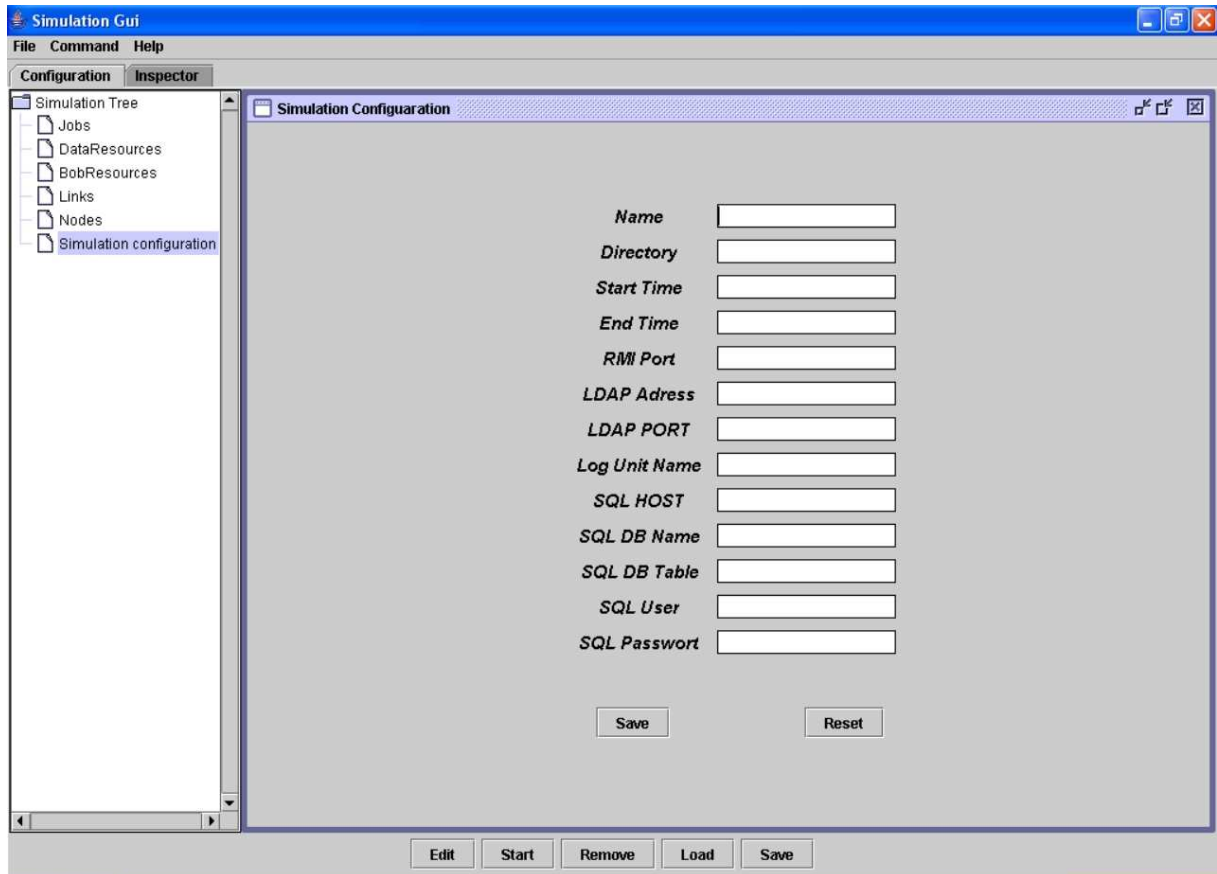 Simulation Gui
File Command Help
Configuration Inspector
Simulation Tree
Jobs
DataResources
BobResources
Links
Nodes
Simulation configuration
Simulation Configuaration
Name
Directory
Start Time
End Time
RMI Port
LDAP Adress
LDAP PORT
Log Unit Name
SQL HOST
SQL DB Name
SQL DB Table
SQL User
SQL Passwort
Save Reset
Edit Start Remove Load Save